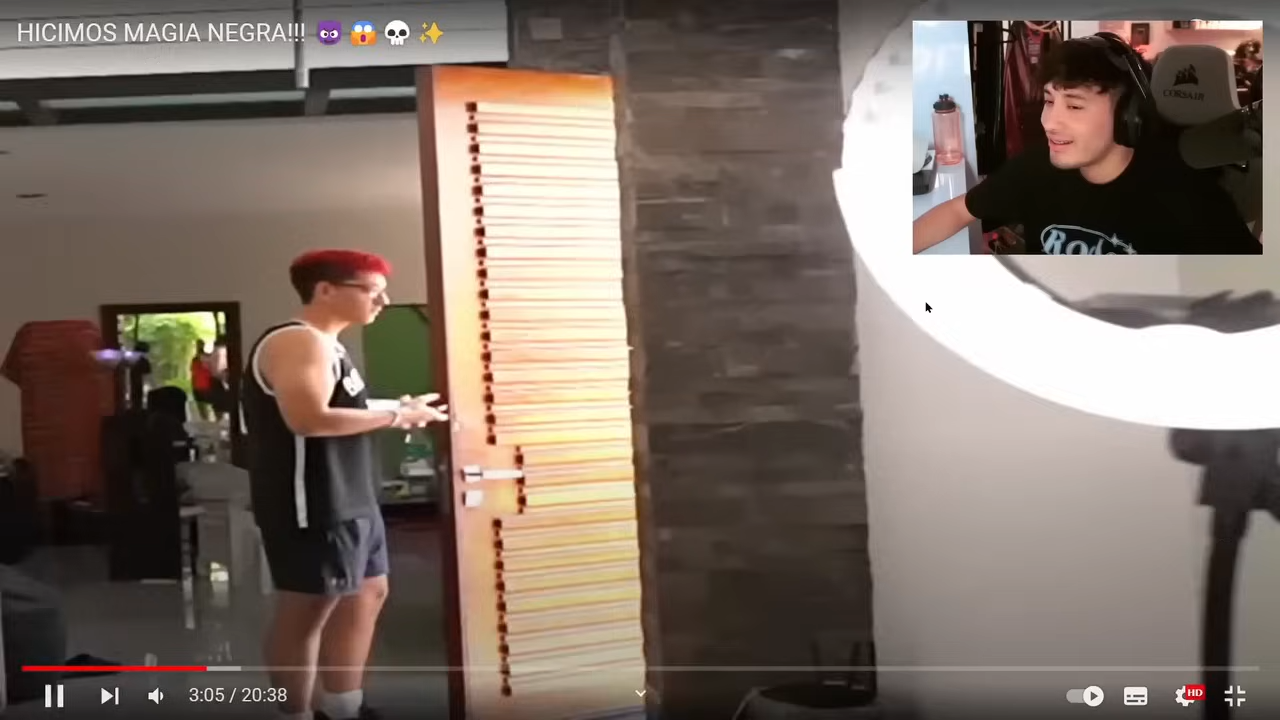 HICIMOS MAGIA NEGRA!!! 😈 😱 💀 ✨
CORSAIR
3:05 / 20:38
HD